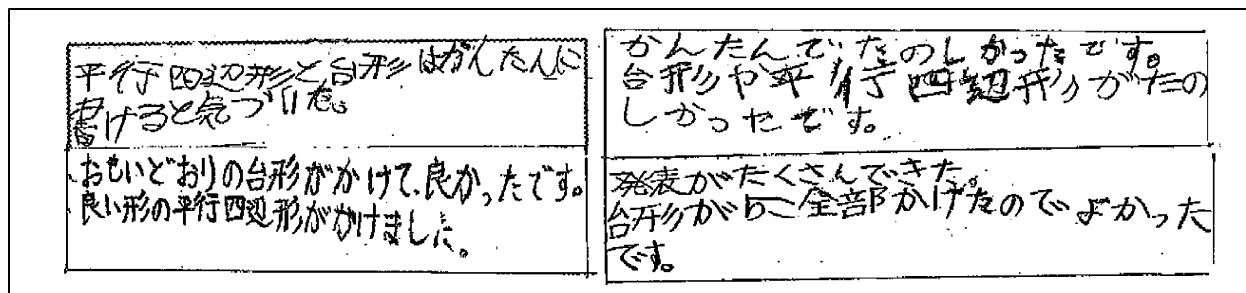 平行四辺形と台形はかんたんに
書けると気づいた。
おもいどおりの台形がかけて、良かったです。
良い形の平行四辺形がかけました。
かんたんでたのしかったです。
台形や平行四辺形がたの
しかったです。
発表がたくさんできた。
台形が5こ全部かけたのでよかった
です。